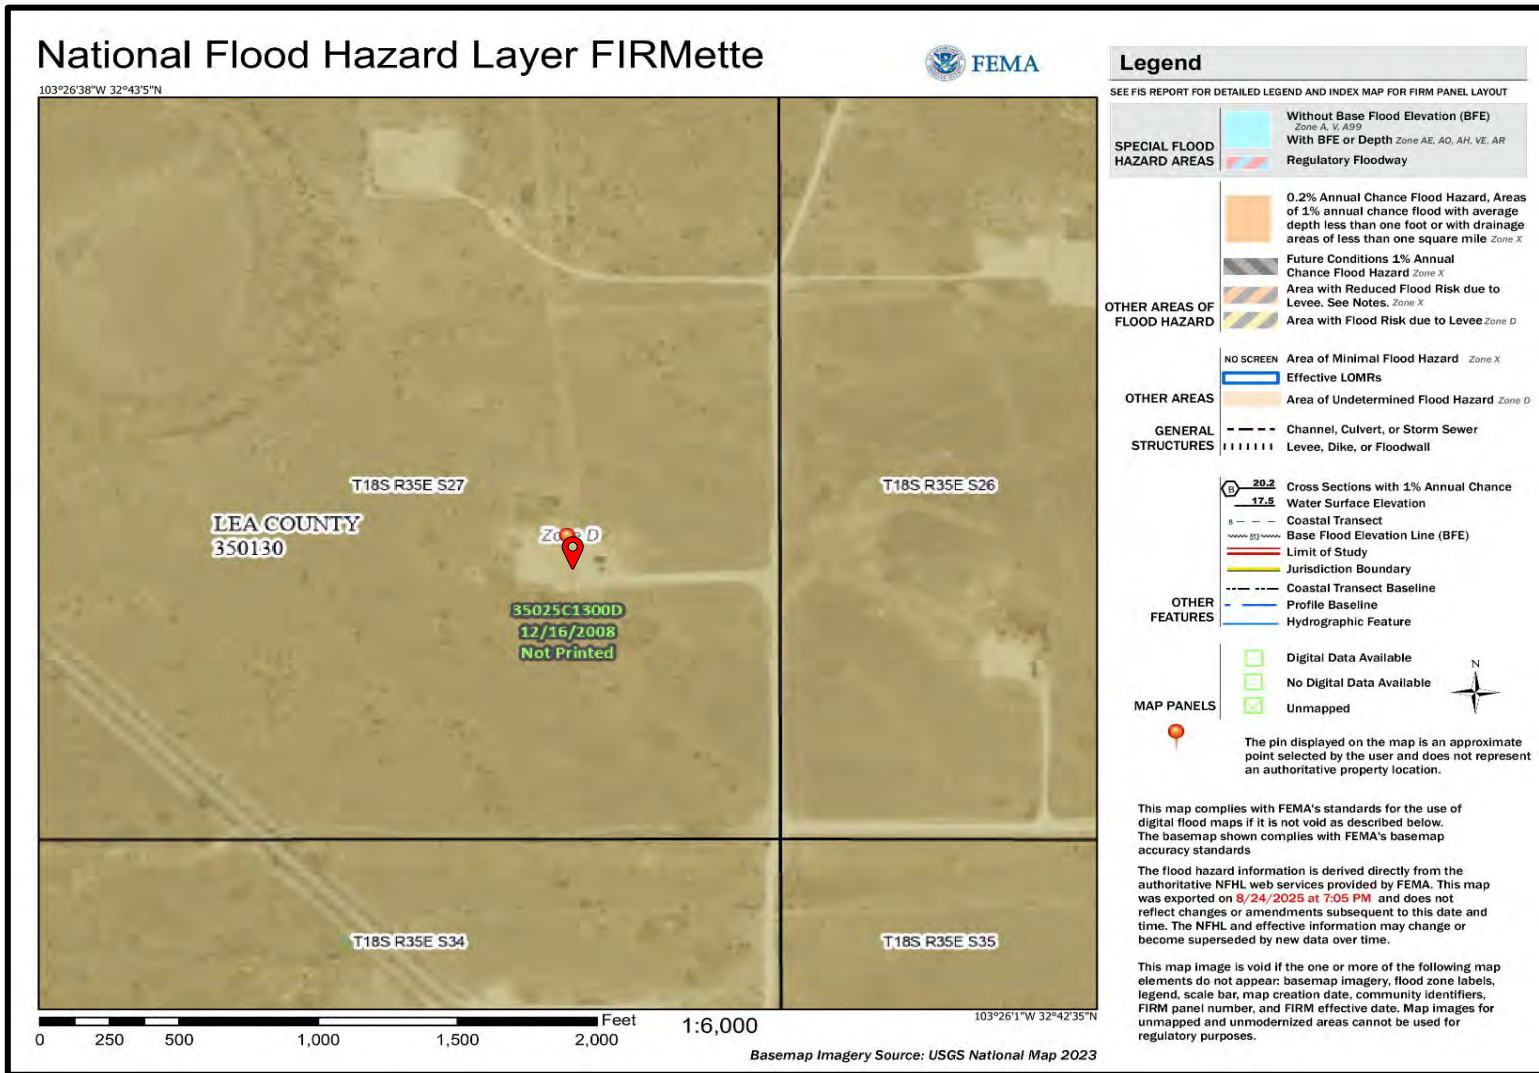 National Flood Hazard Layer FIRMette
FEMA
103°26'38"W 32°43'5"N
T18S R35E S27
T18S R35E S26
LEA COUNTY
350130
Zone D
35025C1300D
12/16/2008
Not Printed
T18S R35E S34
T18S R35E S35
Feet
0 250 500 1,000 1,500 2,000
1:6,000
103°26'1"W 32°42'35"N
Basemap Imagery Source: USGS National Map 2023
Legend
SEE FIS REPORT FOR DETAILED LEGEND AND INDEX MAP FOR FIRM PANEL LAYOUT
SPECIAL FLOOD
HAZARD AREAS
Without Base Flood Elevation (BFE)
Zone A, V, A99
With BFE or Depth Zone AE, AO, AH, VE, AR
Regulatory Floodway
OTHER AREAS OF
FLOOD HAZARD
0.2% Annual Chance Flood Hazard, Areas
of 1% annual chance flood with average
depth less than one foot or with drainage
areas of less than one square mile Zone X
Future Conditions 1% Annual
Chance Flood Hazard Zone X
Area with Reduced Flood Risk due to
Levee. See Notes. Zone X
Area with Flood Risk due to Levee Zone D
OTHER AREAS
NO SCREEN Area of Minimal Flood Hazard Zone X
Effective LOMRs
Area of Undetermined Flood Hazard Zone D
GENERAL
STRUCTURES
Channel, Culvert, or Storm Sewer
Levee, Dike, or Floodwall
OTHER
FEATURES
B 20.2 Cross Sections with 1% Annual Chance
17.5 Water Surface Elevation
8 Coastal Transect
513 Base Flood Elevation Line (BFE)
Limit of Study
Jurisdiction Boundary
Coastal Transect Baseline
Profile Baseline
Hydrographic Feature
MAP PANELS
Digital Data Available
No Digital Data Available
Unmapped
N
The pin displayed on the map is an approximate
point selected by the user and does not represent
an authoritative property location.
This map complies with FEMA's standards for the use of
digital flood maps if it is not void as described below.
The basemap shown complies with FEMA's basemap
accuracy standards
The flood hazard information is derived directly from the
authoritative NFHL web services provided by FEMA. This map
was exported on 8/24/2025 at 7:05 PM and does not
reflect changes or amendments subsequent to this date and
time. The NFHL and effective information may change or
become superseded by new data over time.
This map image is void if the one or more of the following map
elements do not appear: basemap imagery, flood zone labels,
legend, scale bar, map creation date, community identifiers,
FIRM panel number, and FIRM effective date. Map images for
unmapped and unmodernized areas cannot be used for
regulatory purposes.